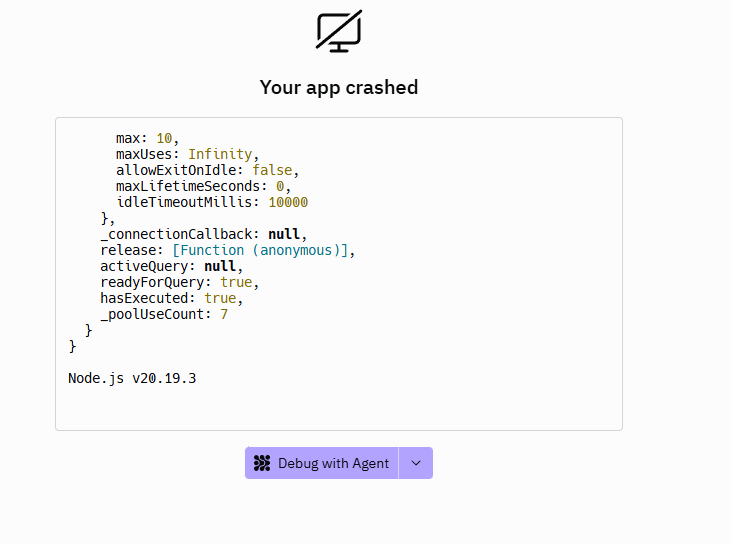 Your app crashed
max: 10,
maxUses: Infinity,
allowExitOnIdle: false,
maxLifetimeSeconds: 0,
idleTimeoutMillis: 10000
},
_connectionCallback: null,
release: [Function (anonymous)],
activeQuery: null,
readyForQuery: true,
hasExecuted: true,
_poolUseCount: 7
}
}
Node.js v20.19.3
Debug with Agent